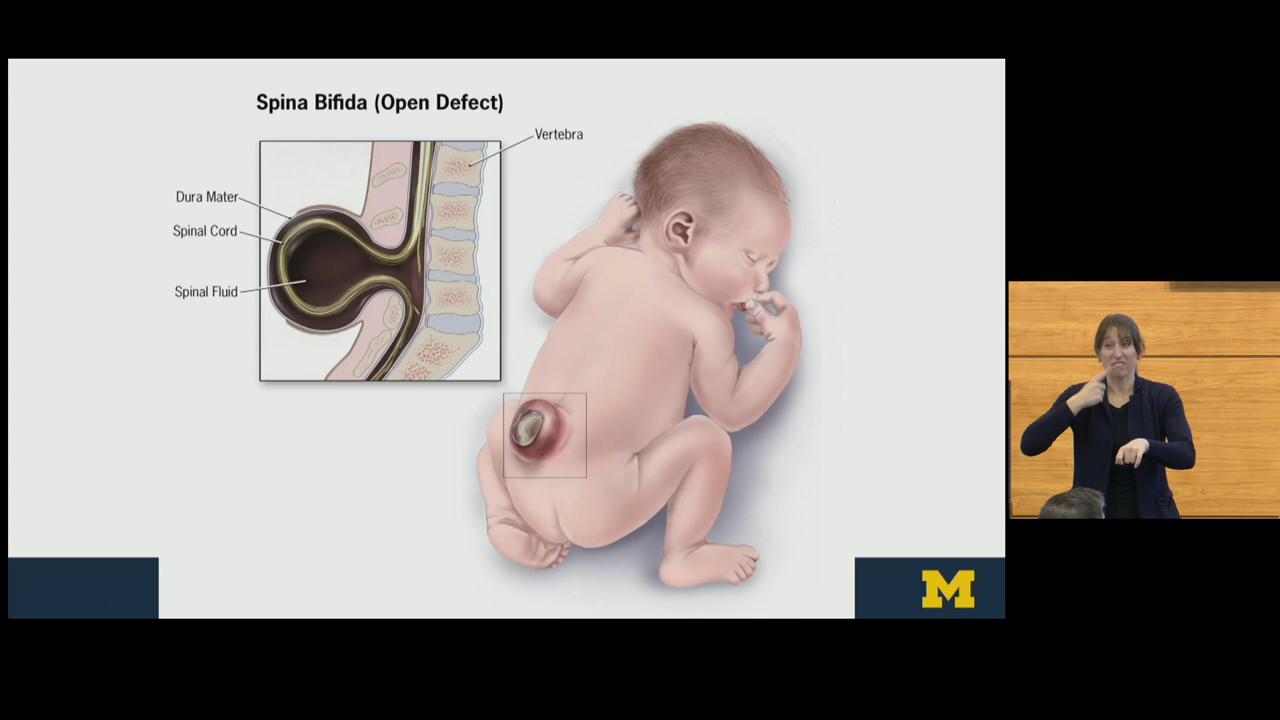 Spina Bifida (Open Defect)
Vertebra
Dura Mater
Spinal Cord
Spinal Fluid
M